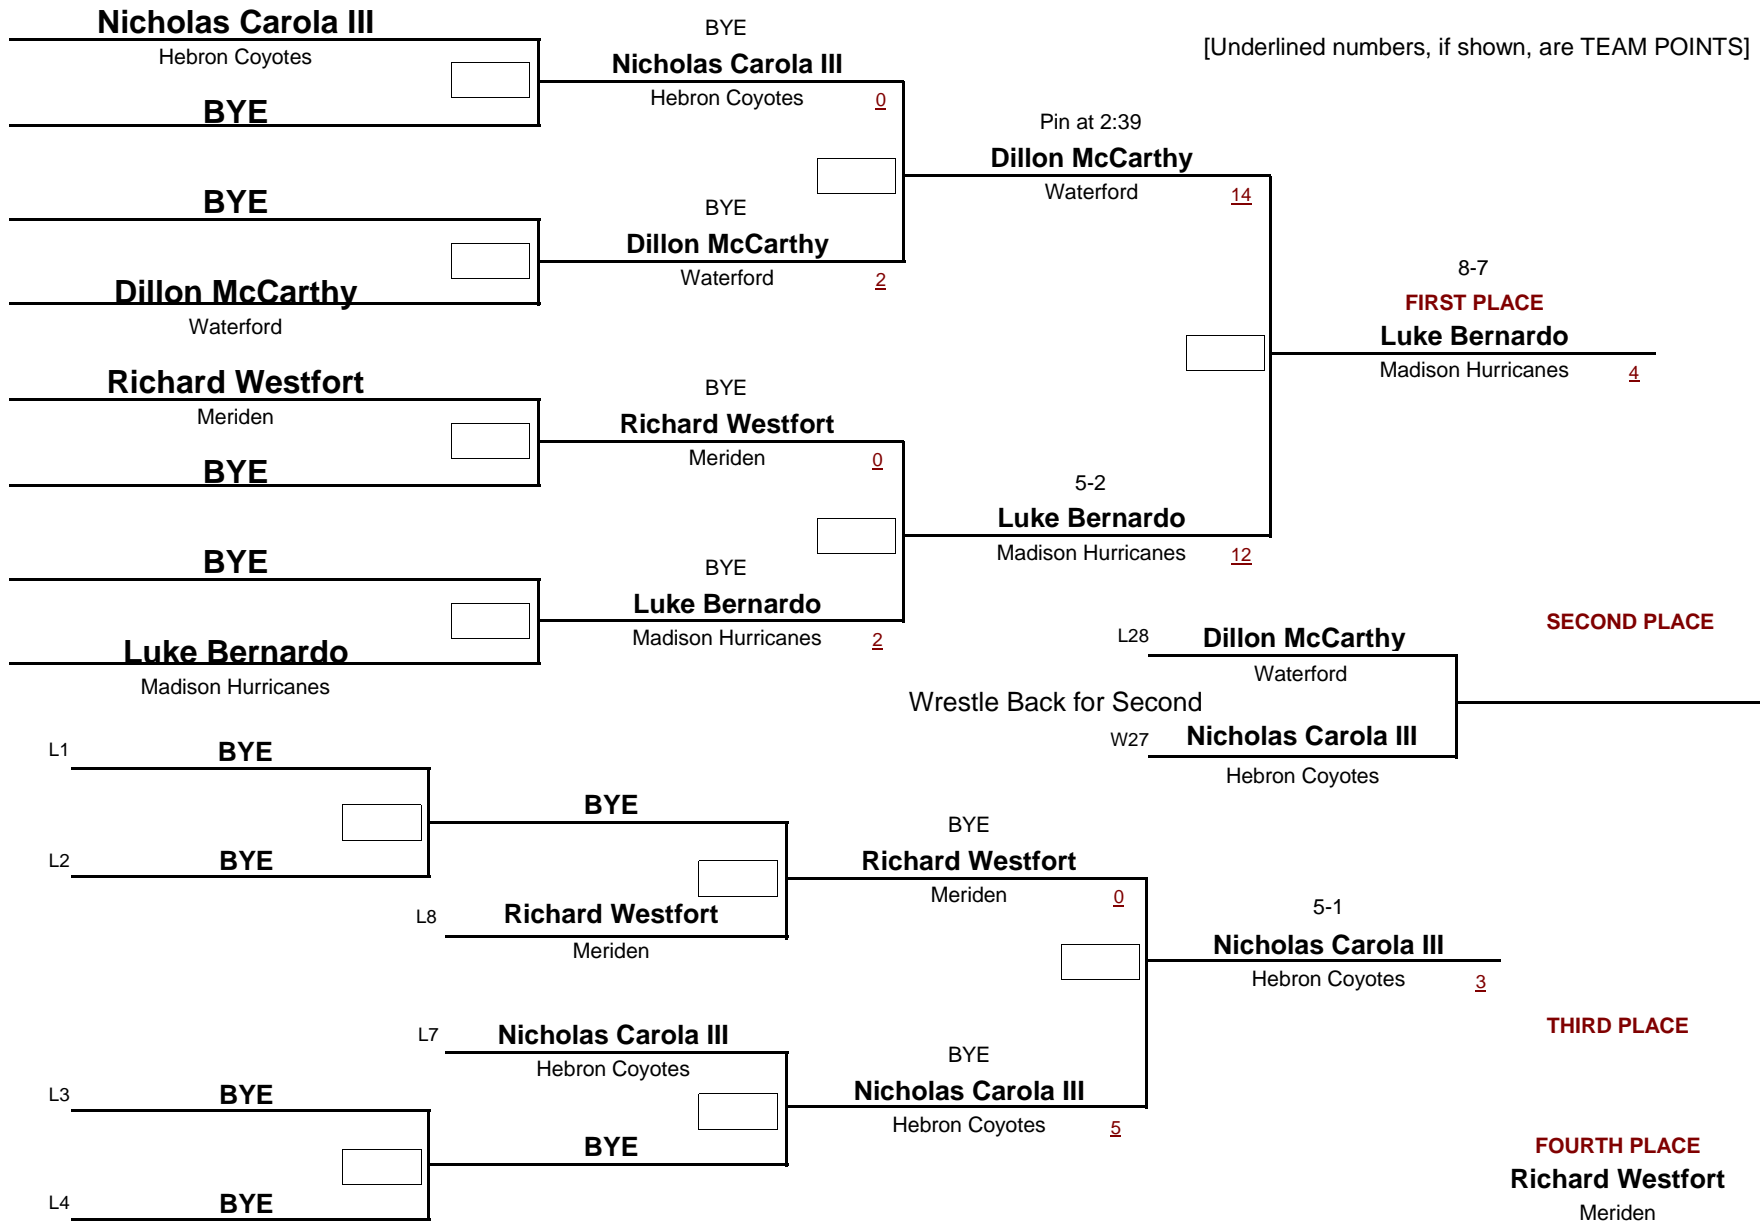 Nicholas Carola III
Hebron Coyotes
BYE
BYE
Dillon McCarthy
Waterford
Richard Westfort
Meriden
BYE
BYE
Luke Bernardo
Madison Hurricanes
BYE
Nicholas Carola III
Hebron Coyotes 0
BYE
Dillon McCarthy
Waterford 2
BYE
Richard Westfort
Meriden 0
BYE
Luke Bernardo
Madison Hurricanes 2
[Underlined numbers, if shown, are TEAM POINTS]
Pin at 2:39
Dillon McCarthy
Waterford 14
5-2
Luke Bernardo
Madison Hurricanes 12
8-7
FIRST PLACE
Luke Bernardo
Madison Hurricanes 4
SECOND PLACE
L28 Dillon McCarthy
Waterford
Wrestle Back for Second
W27 Nicholas Carola III
Hebron Coyotes
L1 BYE
L2 BYE
BYE
L8 Richard Westfort
Meriden
L7 Nicholas Carola III
Hebron Coyotes
L3 BYE
BYE
L4 BYE
BYE
Richard Westfort
Meriden 0
BYE
Nicholas Carola III
Hebron Coyotes 5
5-1
Nicholas Carola III
Hebron Coyotes 3
THIRD PLACE
FOURTH PLACE
Richard Westfort
Meriden